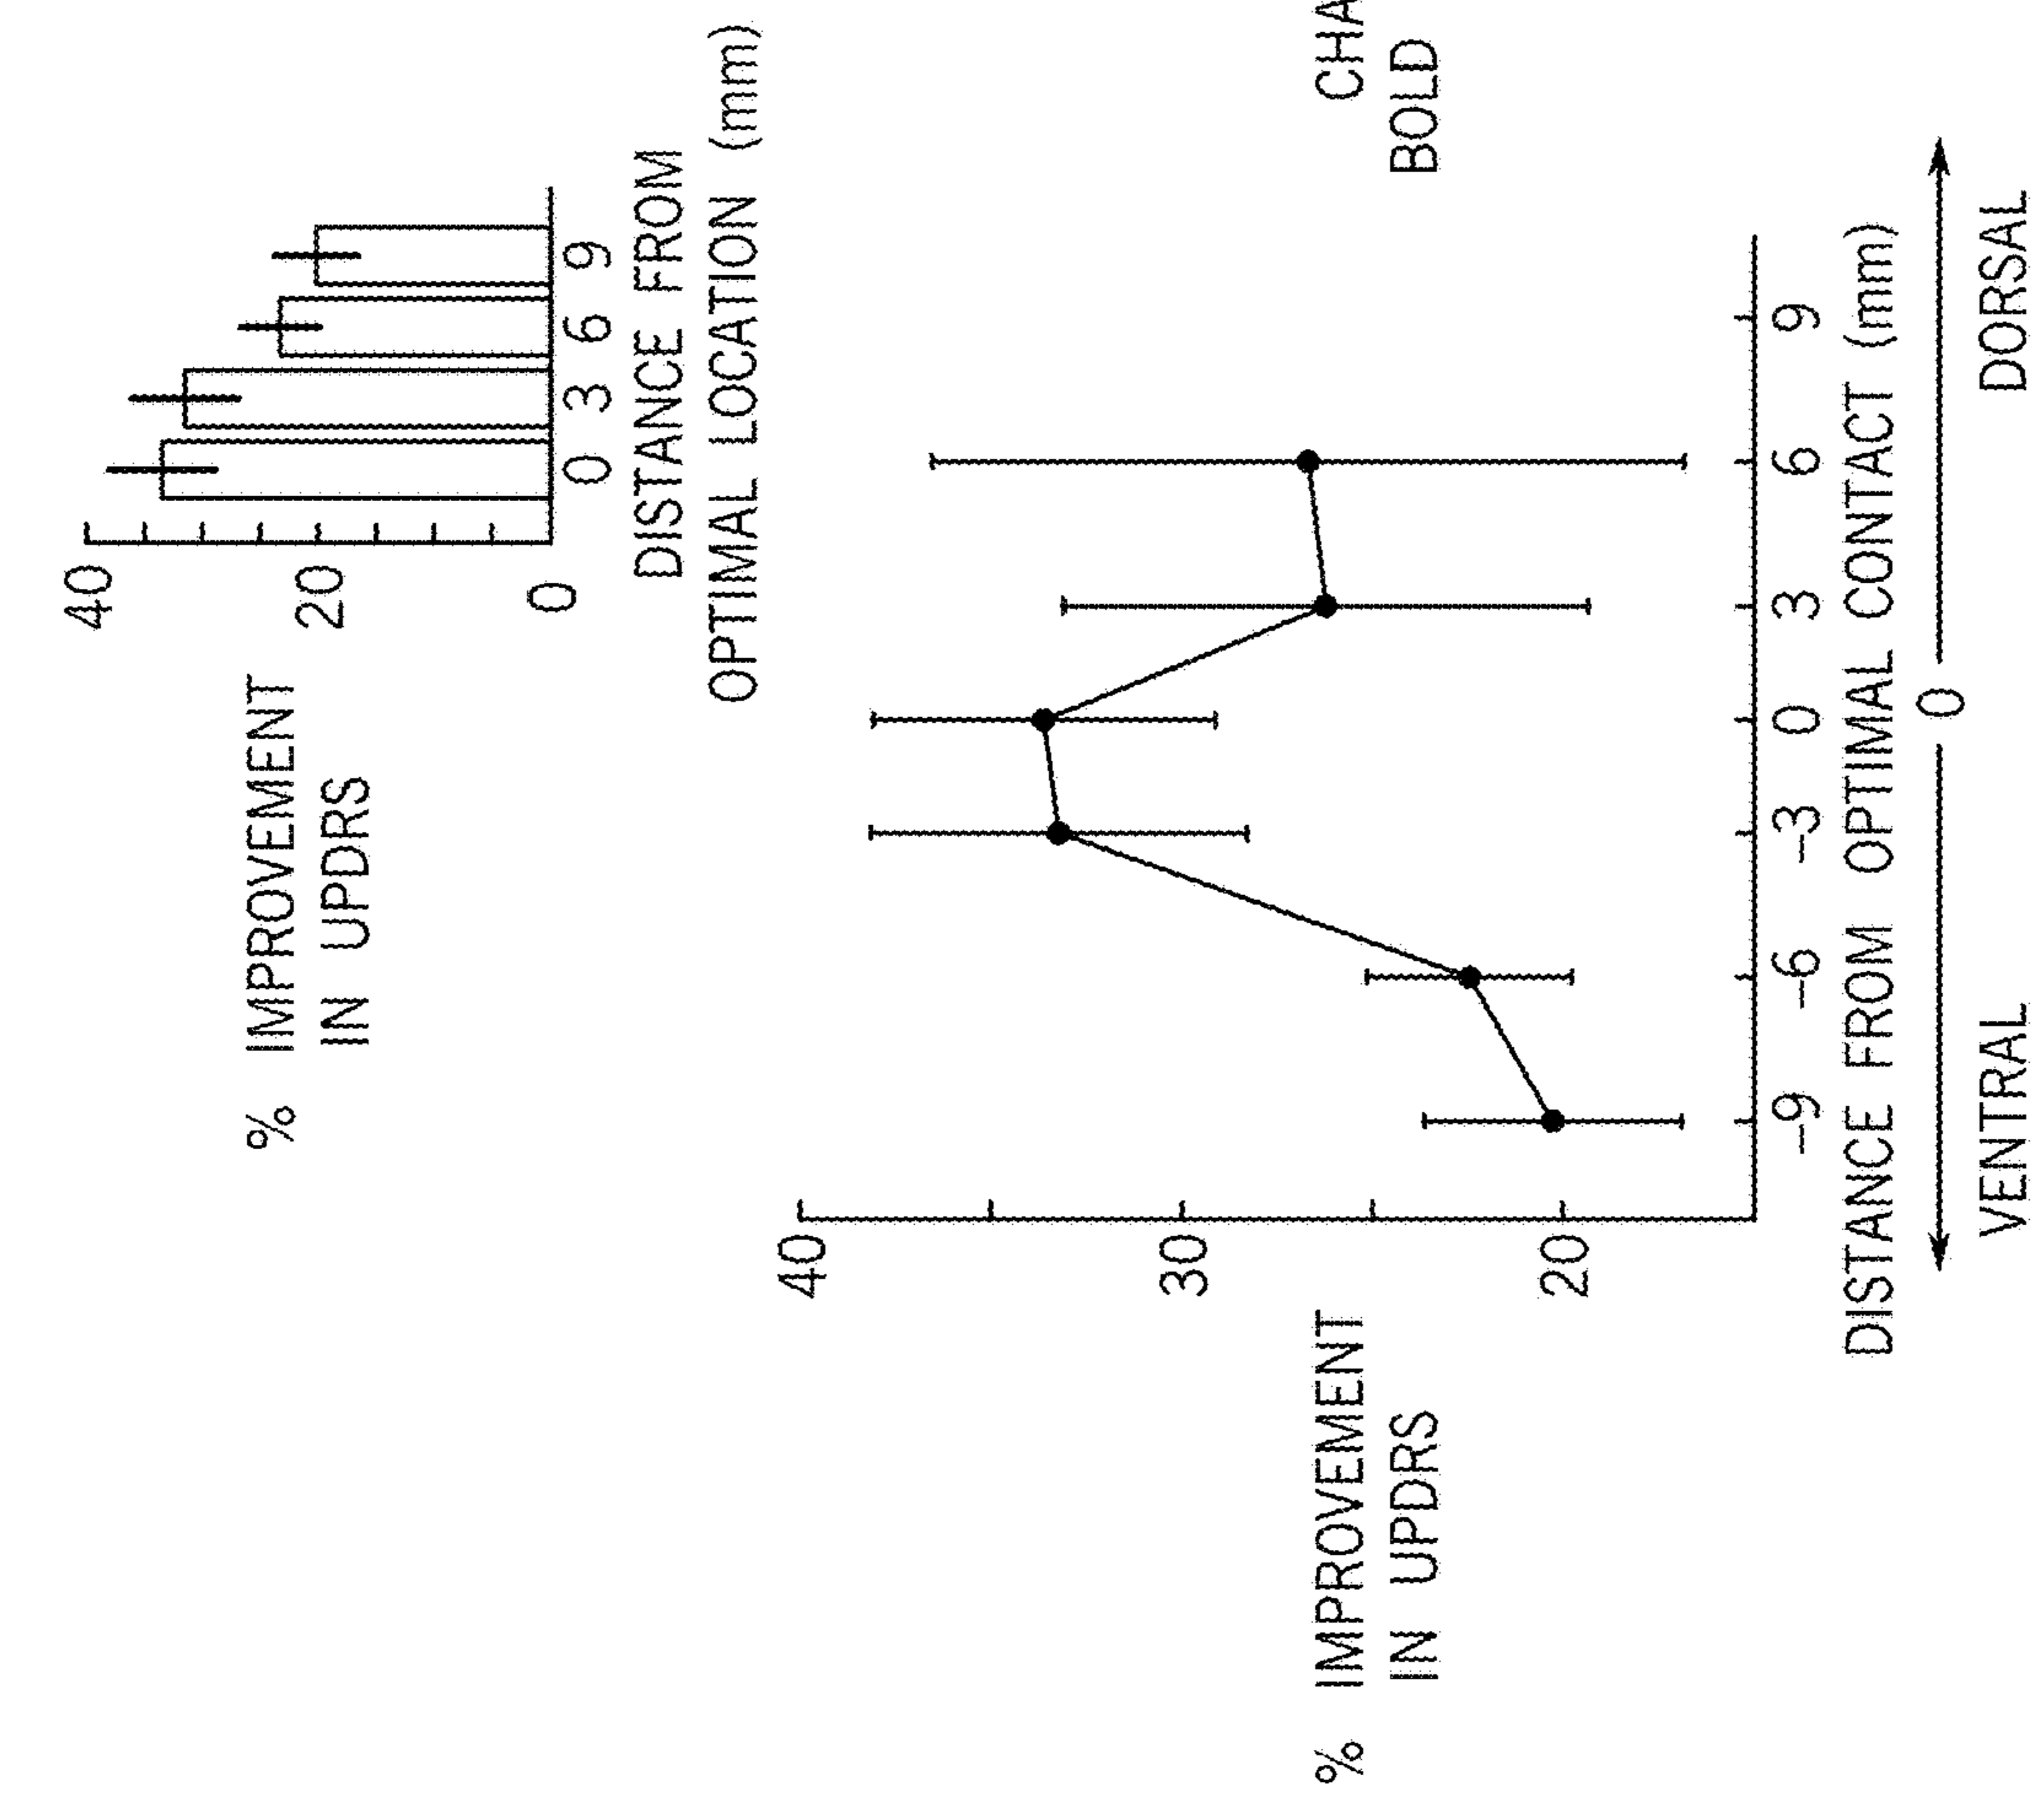 40
20
0
% IMPROVEMENT
IN UPDRS
0 3 6 9
DISTANCE FROM
OPTIMAL LOCATION (mm)
40
30
20
% IMPROVEMENT
IN UPDRS
-9 -6 -3 0 3 6 9
DISTANCE FROM OPTIMAL CONTACT (mm)
0
VENTRAL DORSAL
CHA
BOLD